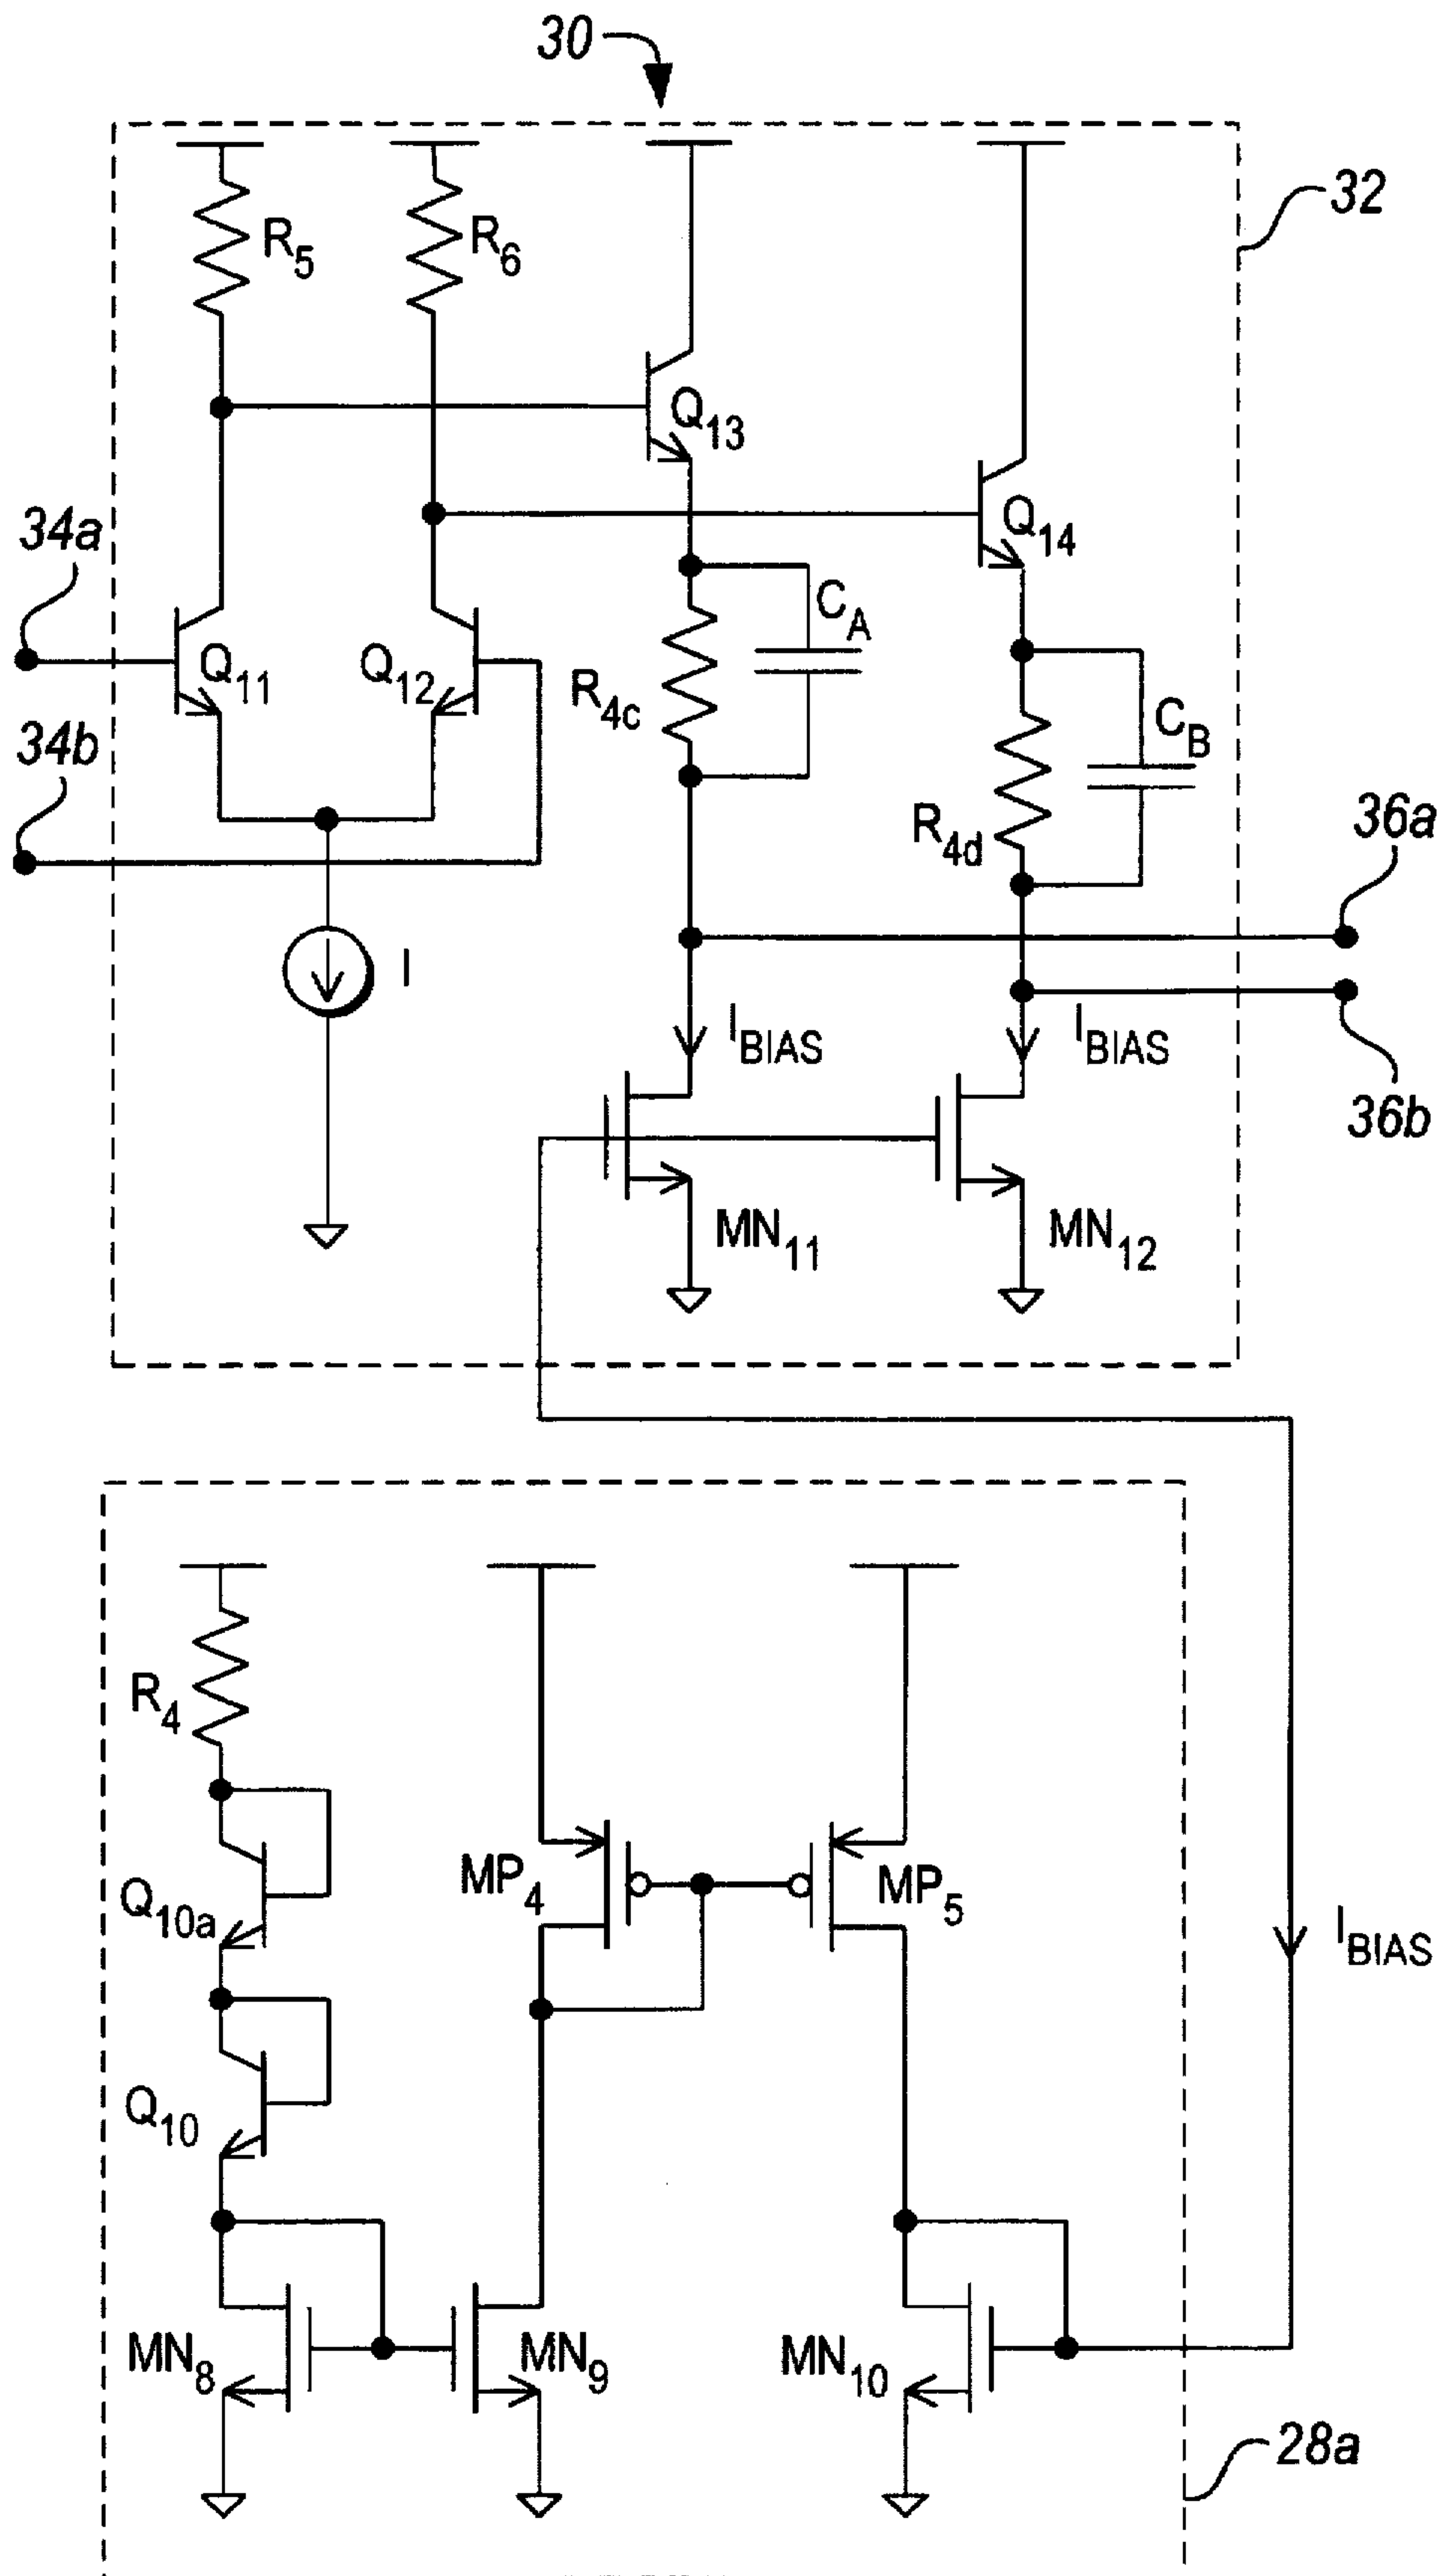 30
32
R5
R6
Q13
Q14
34a
Q11
Q12
CA
R4c
34b
CB
R4d
36a
I
IBIAS
IBIAS
36b
MN11
MN12
R4
Q10a
MP4
MP5
IBIAS
Q10
MN8
MN9
MN10
28a